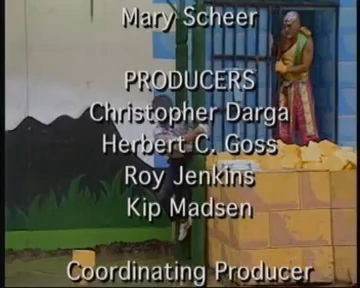 Mary Scheer
PRODUCERS
Christopher Darga
Herbert C. Goss
Roy Jenkins
Kip Madsen
Coordinating Producer